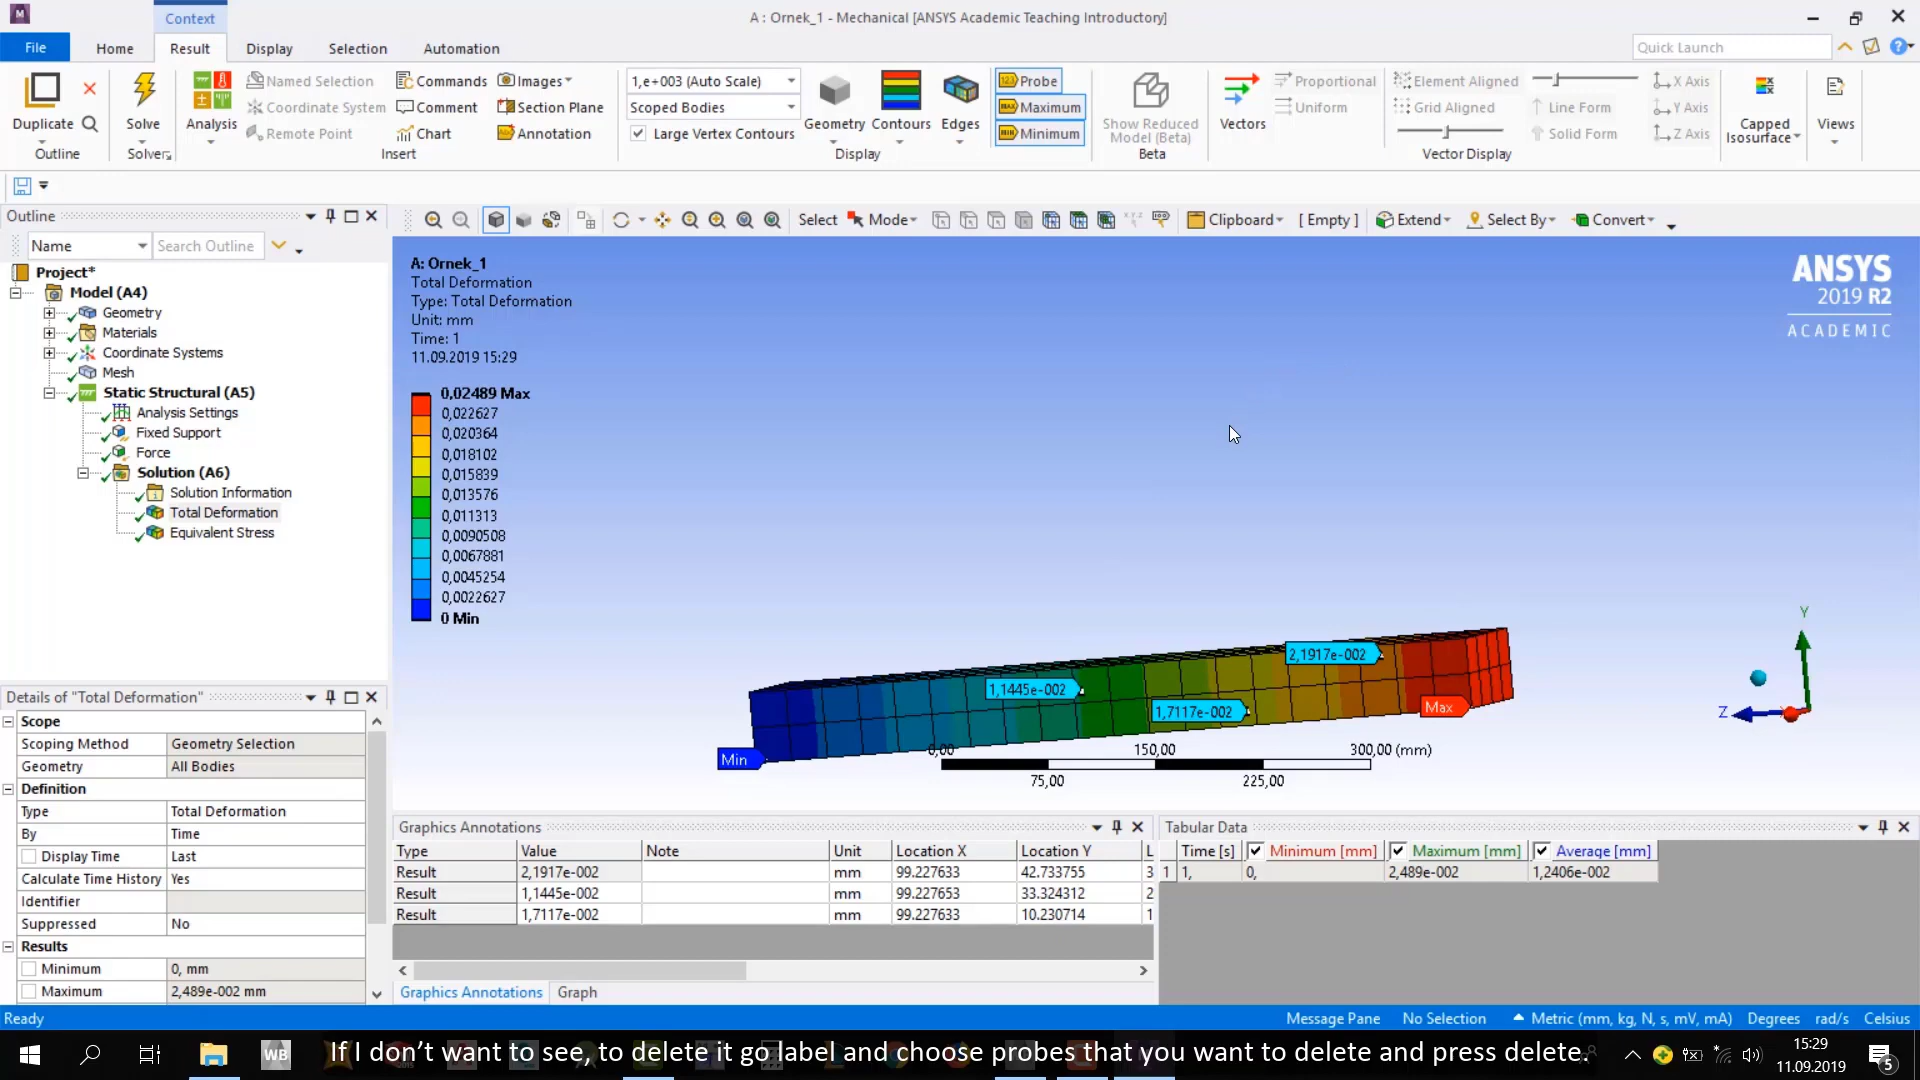 Context
A : Ornek_1 - Mechanical [ANSYS Academic Teaching Introductory]
File Home Result Display Selection Automation
Quick Launch
Named Selection Commands Images 1,e+003 (Auto Scale) Probe Proportional Element Aligned X Axis
Coordinate System Comment Section Plane Scoped Bodies Maximum Uniform Grid Aligned Line Form Y Axis
Duplicate Solve Analysis Remote Point Chart Annotation Large Vertex Contours Geometry Contours Edges Minimum Show Reduced Model (Beta) Vectors Solid Form Z Axis Capped Isosurface Views
Outline Solver Insert Display Beta Vector Display
Outline
Select Mode Clipboard [ Empty ] Extend Select By Convert
Name Search Outline
Project*
Model (A4)
Geometry
Materials
Coordinate Systems
Mesh
Static Structural (A5)
Analysis Settings
Fixed Support
Force
Solution (A6)
Solution Information
Total Deformation
Equivalent Stress
A: Ornek_1
Total Deformation
Type: Total Deformation
Unit: mm
Time: 1
11.09.2019 15:29
0,02489 Max
0,022627
0,020364
0,018102
0,015839
0,013576
0,011313
0,0090508
0,0067881
0,0045254
0,0022627
0 Min
ANSYS
2019 R2
ACADEMIC
2,1917e-002
1,1445e-002
1,7117e-002
Max
Min
0,00 150,00 300,00 (mm)
75,00 225,00
Y
Z
Details of "Total Deformation"
Scope
Scoping Method Geometry Selection
Geometry All Bodies
Definition
Type Total Deformation
By Time
Display Time Last
Calculate Time History Yes
Identifier
Suppressed No
Results
Minimum 0, mm
Maximum 2,489e-002 mm
Graphics Annotations
Type Value Note Unit Location X Location Y L
Result 2,1917e-002 mm 99.227633 42.733755 3
Result 1,1445e-002 mm 99.227633 33.324312 2
Result 1,7117e-002 mm 99.227633 10.230714 1
Graphics Annotations Graph
Tabular Data
Time [s] Minimum [mm] Maximum [mm] Average [mm]
1 1, 0, 2,489e-002 1,2406e-002
Ready Message Pane No Selection Metric (mm, kg, N, s, mV, mA) Degrees rad/s Celsius
WB
If I don't want to see, to delete it go label and choose probes that you want to delete and press delete.
15:29
11.09.2019
5